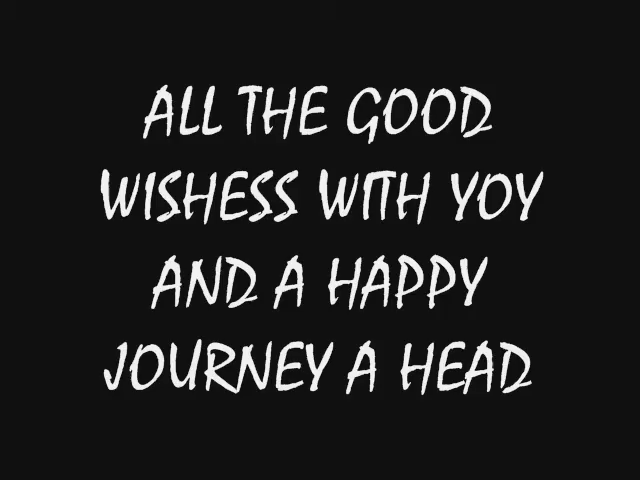 ALL THE GOOD
WISHESS WITH YOY
AND A HAPPY
JOURNEY A HEAD